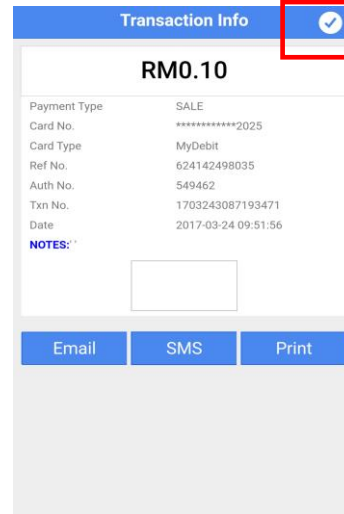 Transaction Info
RM0.10
Payment Type SALE
Card No. ************2025
Card Type MyDebit
Ref No. 624142498035
Auth No. 549462
Txn No. 1703243087193471
Date 2017-03-24 09:51:56
NOTES:` `
Email SMS Print